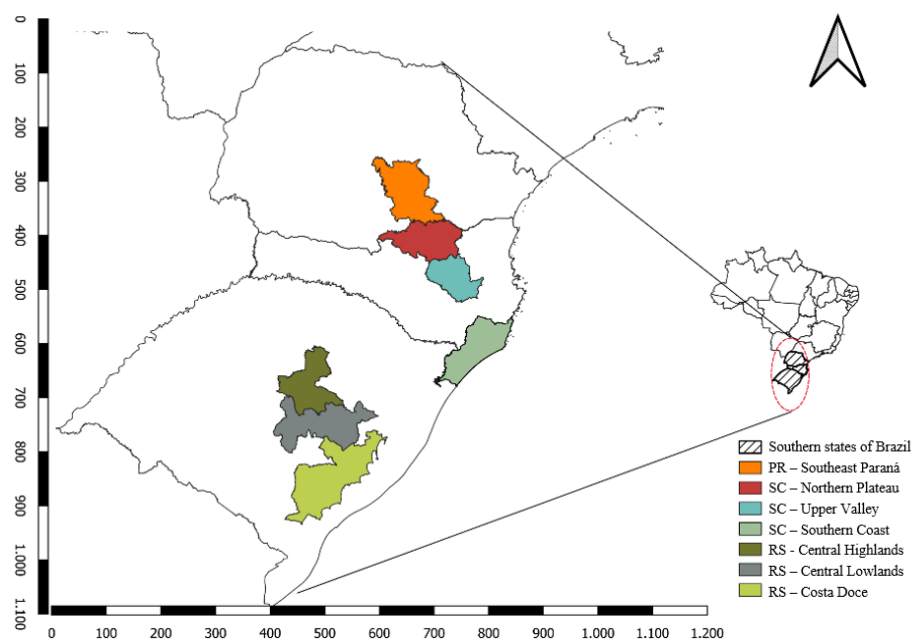 0
100
200
300
400
500
600
700
800
900
1.000
1.100
Southern states of Brazil
PR – Southeast Paraná
SC – Northern Plateau
SC – Upper Valley
SC – Southern Coast
RS - Central Highlands
RS – Central Lowlands
RS – Costa Doce
0 100 200 300 400 500 600 700 800 900 1.000 1.100 1.200